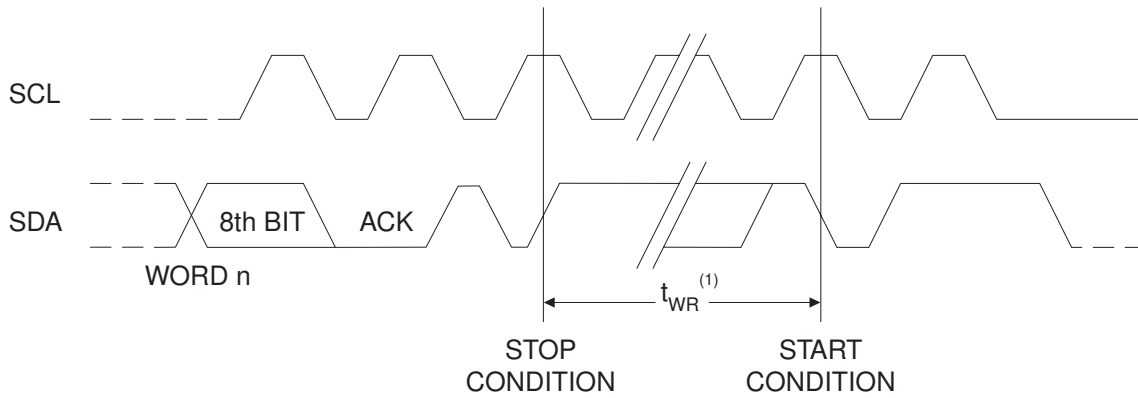 SCL
SDA
8th BIT
ACK
WORD n
tWR(1)
STOP
CONDITION
START
CONDITION